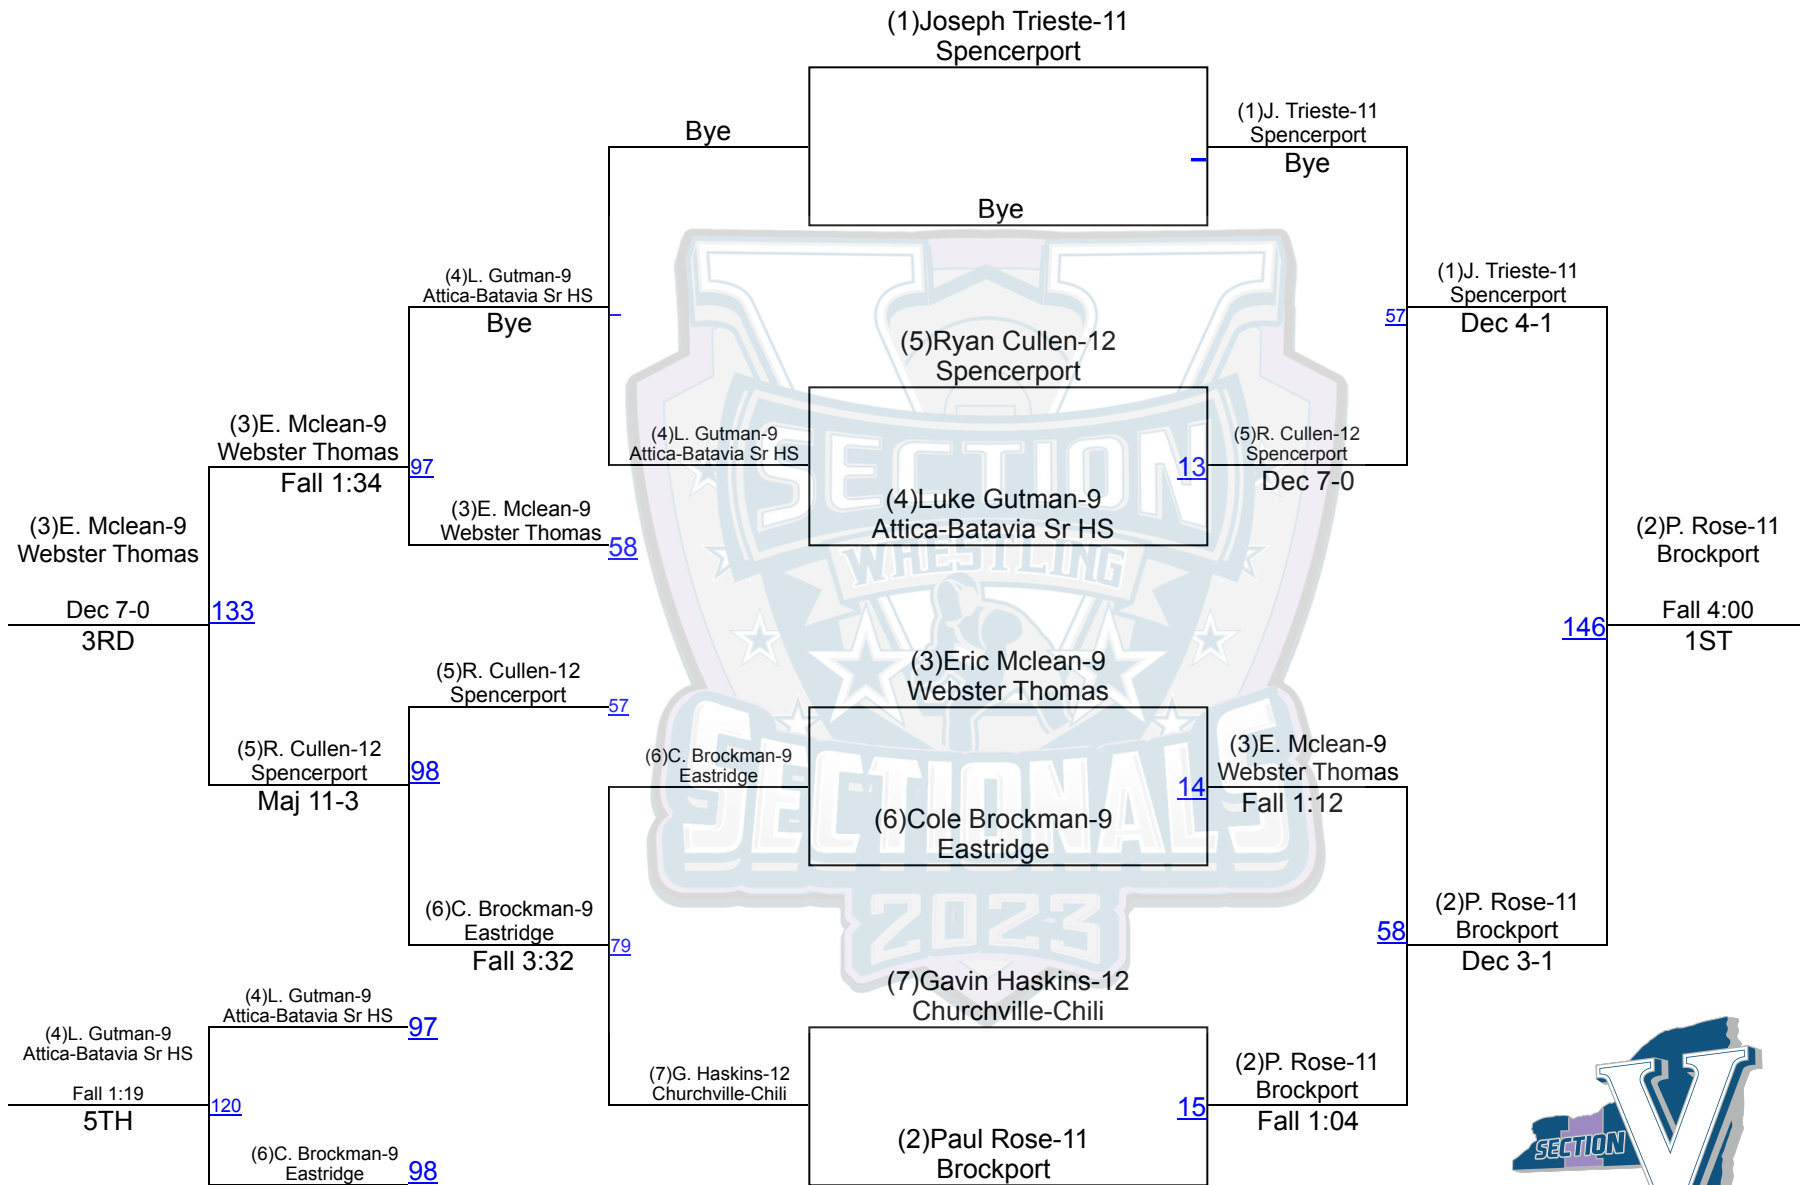 (1)Joseph Trieste-11
Spencerport
Bye
(1)J. Trieste-11
Spencerport
Bye
Bye
(4)L. Gutman-9
Attica-Batavia Sr HS
Bye
(1)J. Trieste-11
Spencerport
57
Dec 4-1
(5)Ryan Cullen-12
Spencerport
(3)E. Mclean-9
Webster Thomas
97
Fall 1:34
(4)L. Gutman-9
Attica-Batavia Sr HS
(5)R. Cullen-12
Spencerport
13
Dec 7-0
(4)Luke Gutman-9
Attica-Batavia Sr HS
(3)E. Mclean-9
Webster Thomas
58
(3)E. Mclean-9
Webster Thomas
(2)P. Rose-11
Brockport
SECTION
WRESTLING
Dec 7-0
133
3RD
146
Fall 4:00
1ST
(5)R. Cullen-12
Spencerport
57
(3)Eric Mclean-9
Webster Thomas
(5)R. Cullen-12
Spencerport
98
Maj 11-3
(6)C. Brockman-9
Eastridge
(3)E. Mclean-9
Webster Thomas
14
Fall 1:12
(6)Cole Brockman-9
Eastridge
SECTIONALS
2023
(6)C. Brockman-9
Eastridge
79
Fall 3:32
58
(2)P. Rose-11
Brockport
Dec 3-1
(7)Gavin Haskins-12
Churchville-Chili
(4)L. Gutman-9
Attica-Batavia Sr HS
97
(4)L. Gutman-9
Attica-Batavia Sr HS
Fall 1:19
120
5TH
(7)G. Haskins-12
Churchville-Chili
(2)P. Rose-11
Brockport
15
Fall 1:04
(2)Paul Rose-11
Brockport
(6)C. Brockman-9
Eastridge
98
SECTION V